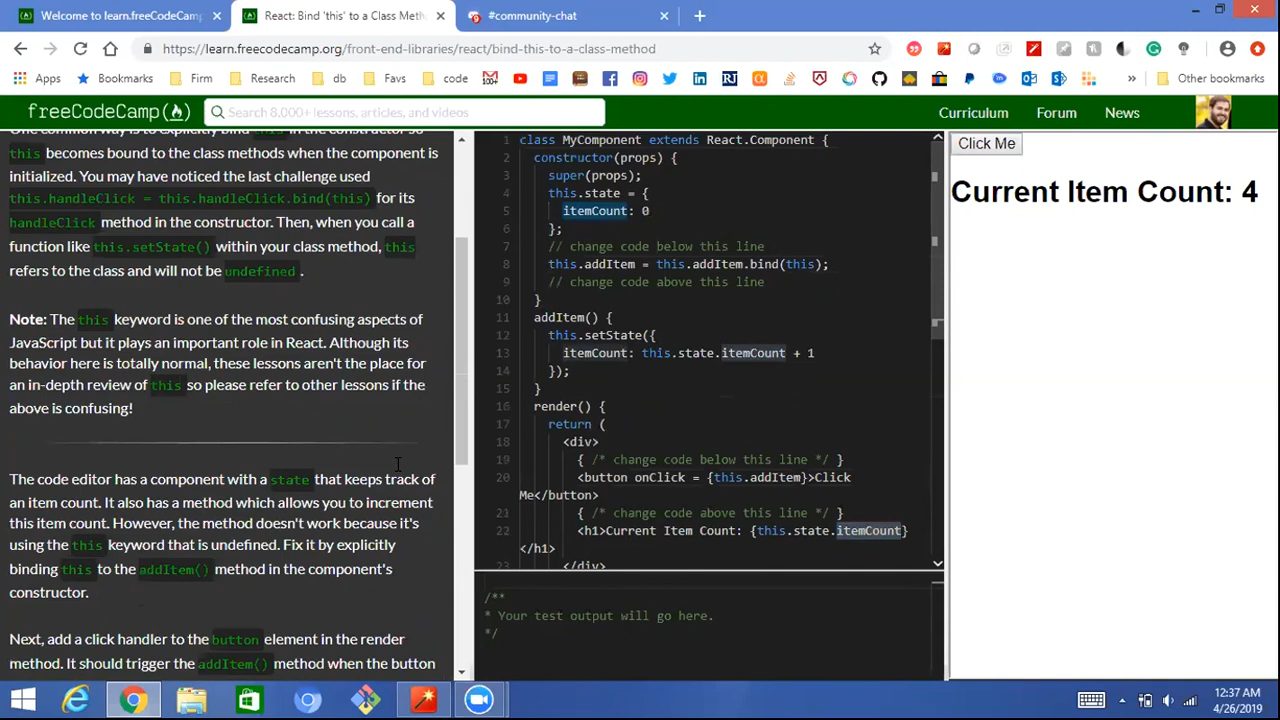 Welcome to learn.freeCodeCamp
React: Bind 'this' to a Class Meth
#community-chat
https://learn.freecodecamp.org/front-end-libraries/react/bind-this-to-a-class-method
Apps
Bookmarks
Firm
Research
db
Favs
code
Other bookmarks
freeCodeCamp
Search 8,000+ lessons, articles, and videos
Curriculum
Forum
News
One common way is to explicitly bind this in the constructor so
this becomes bound to the class methods when the component is
initialized. You may have noticed the last challenge used
this.handleClick = this.handleClick.bind(this) for its
handleClick method in the constructor. Then, when you call a
function like this.setState() within your class method, this
refers to the class and will not be undefined .
Note: The this keyword is one of the most confusing aspects of
JavaScript but it plays an important role in React. Although its
behavior here is totally normal, these lessons aren't the place for
an in-depth review of this so please refer to other lessons if the
above is confusing!
The code editor has a component with a state that keeps track of
an item count. It also has a method which allows you to increment
this item count. However, the method doesn't work because it's
using the this keyword that is undefined. Fix it by explicitly
binding this to the addItem() method in the component's
constructor.
Next, add a click handler to the button element in the render
method. It should trigger the addItem() method when the button
1 class MyComponent extends React.Component {
2 constructor(props) {
3 super(props);
4 this.state = {
5 itemCount: 0
6 };
7 // change code below this line
8 this.addItem = this.addItem.bind(this);
9 // change code above this line
10 }
11 addItem() {
12 this.setState({
13 itemCount: this.state.itemCount + 1
14 });
15 }
16 render() {
17 return (
18 <div>
19 { /* change code below this line */ }
20 <button onClick = {this.addItem}>Click
Me</button>
21 { /* change code above this line */ }
22 <h1>Current Item Count: {this.state.itemCount}
</h1>
23 </div>
/**
* Your test output will go here.
*/
Click Me
Current Item Count: 4
12:37 AM
4/26/2019